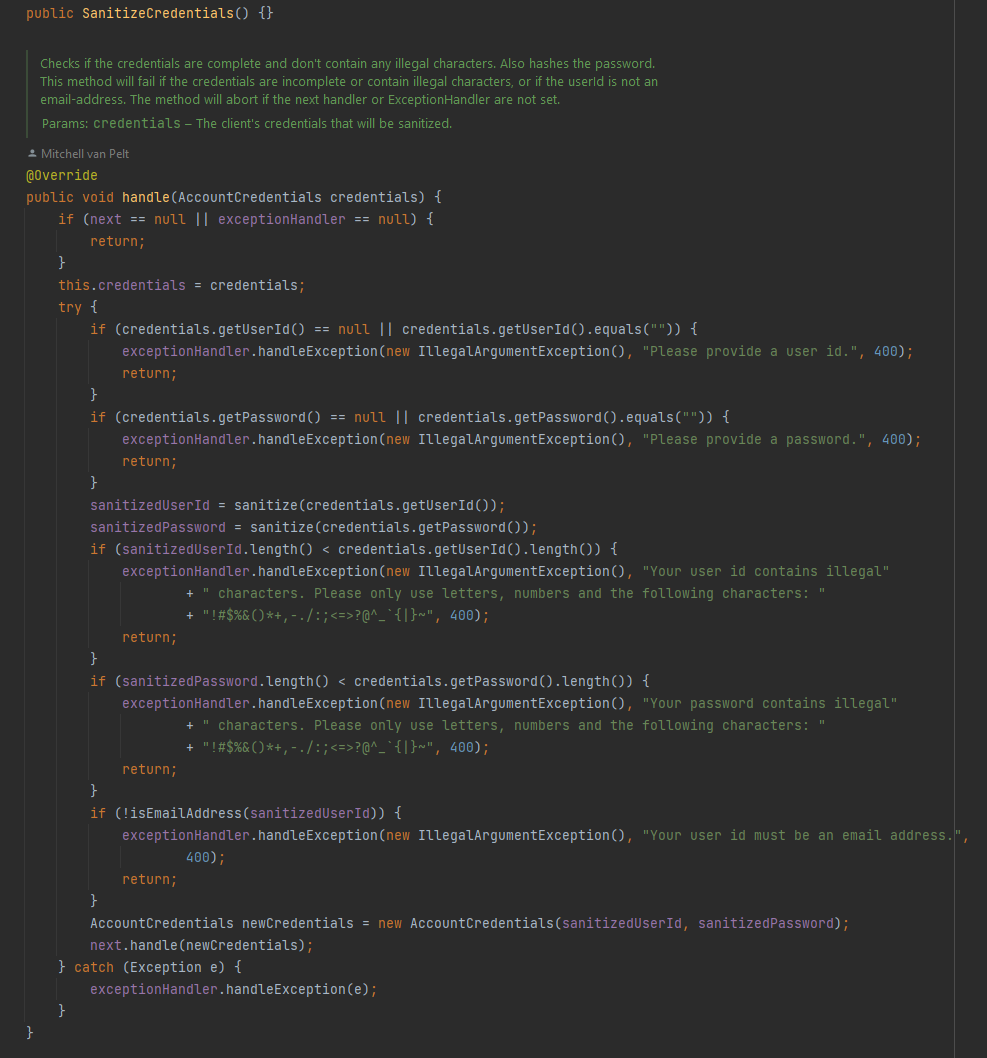 public SanitizeCredentials() {}
Checks if the credentials are complete and don't contain any illegal characters. Also hashes the password.
This method will fail if the credentials are incomplete or contain illegal characters, or if the userId is not an
email-address. The method will abort if the next handler or ExceptionHandler are not set.
Params: credentials – The client's credentials that will be sanitized.
Mitchell van Pelt
@Override
public void handle(AccountCredentials credentials) {
if (next == null || exceptionHandler == null) {
return;
}
this.credentials = credentials;
try {
if (credentials.getUserId() == null || credentials.getUserId().equals("")) {
exceptionHandler.handleException(new IllegalArgumentException(), "Please provide a user id.", 400);
return;
}
if (credentials.getPassword() == null || credentials.getPassword().equals("")) {
exceptionHandler.handleException(new IllegalArgumentException(), "Please provide a password.", 400);
return;
}
sanitizedUserId = sanitize(credentials.getUserId());
sanitizedPassword = sanitize(credentials.getPassword());
if (sanitizedUserId.length() < credentials.getUserId().length()) {
exceptionHandler.handleException(new IllegalArgumentException(), "Your user id contains illegal"
+ " characters. Please only use letters, numbers and the following characters: "
+ "!#$%&()*+,-./:;<=>?@^_`{|}~", 400);
return;
}
if (sanitizedPassword.length() < credentials.getPassword().length()) {
exceptionHandler.handleException(new IllegalArgumentException(), "Your password contains illegal"
+ " characters. Please only use letters, numbers and the following characters: "
+ "!#$%&()*+,-./:;<=>?@^_`{|}~", 400);
return;
}
if (!isEmailAddress(sanitizedUserId)) {
exceptionHandler.handleException(new IllegalArgumentException(), "Your user id must be an email address.",
400);
return;
}
AccountCredentials newCredentials = new AccountCredentials(sanitizedUserId, sanitizedPassword);
next.handle(newCredentials);
} catch (Exception e) {
exceptionHandler.handleException(e);
}
}